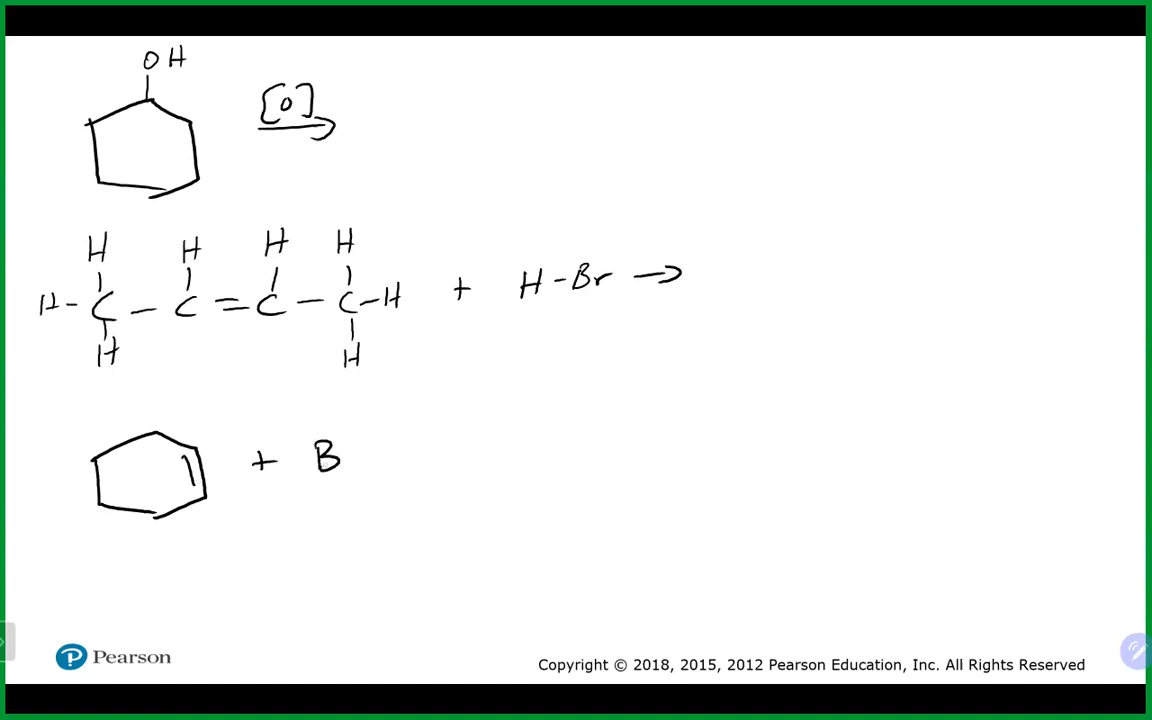 OH
[O]
H H H H
H - C - C = C - C - H + H - Br →
H H
+ B
Pearson
Copyright © 2018, 2015, 2012 Pearson Education, Inc. All Rights Reserved